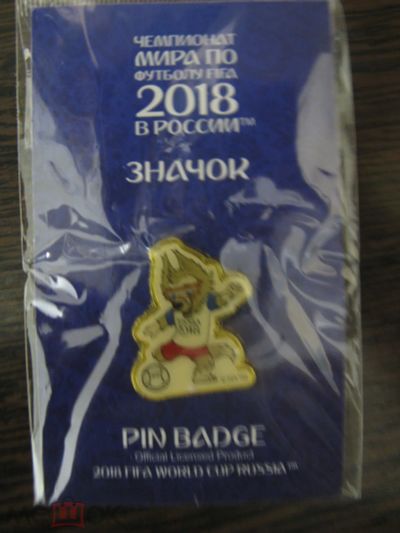 ЧЕМПИОНАТ
МИРА ПО
ФУТБОЛУ FIFA
2018
В РОССИИ™
ЗНАЧОК
PIN BADGE
Official Licensed Product
2018 FIFA WORLD CUP RUSSIA™